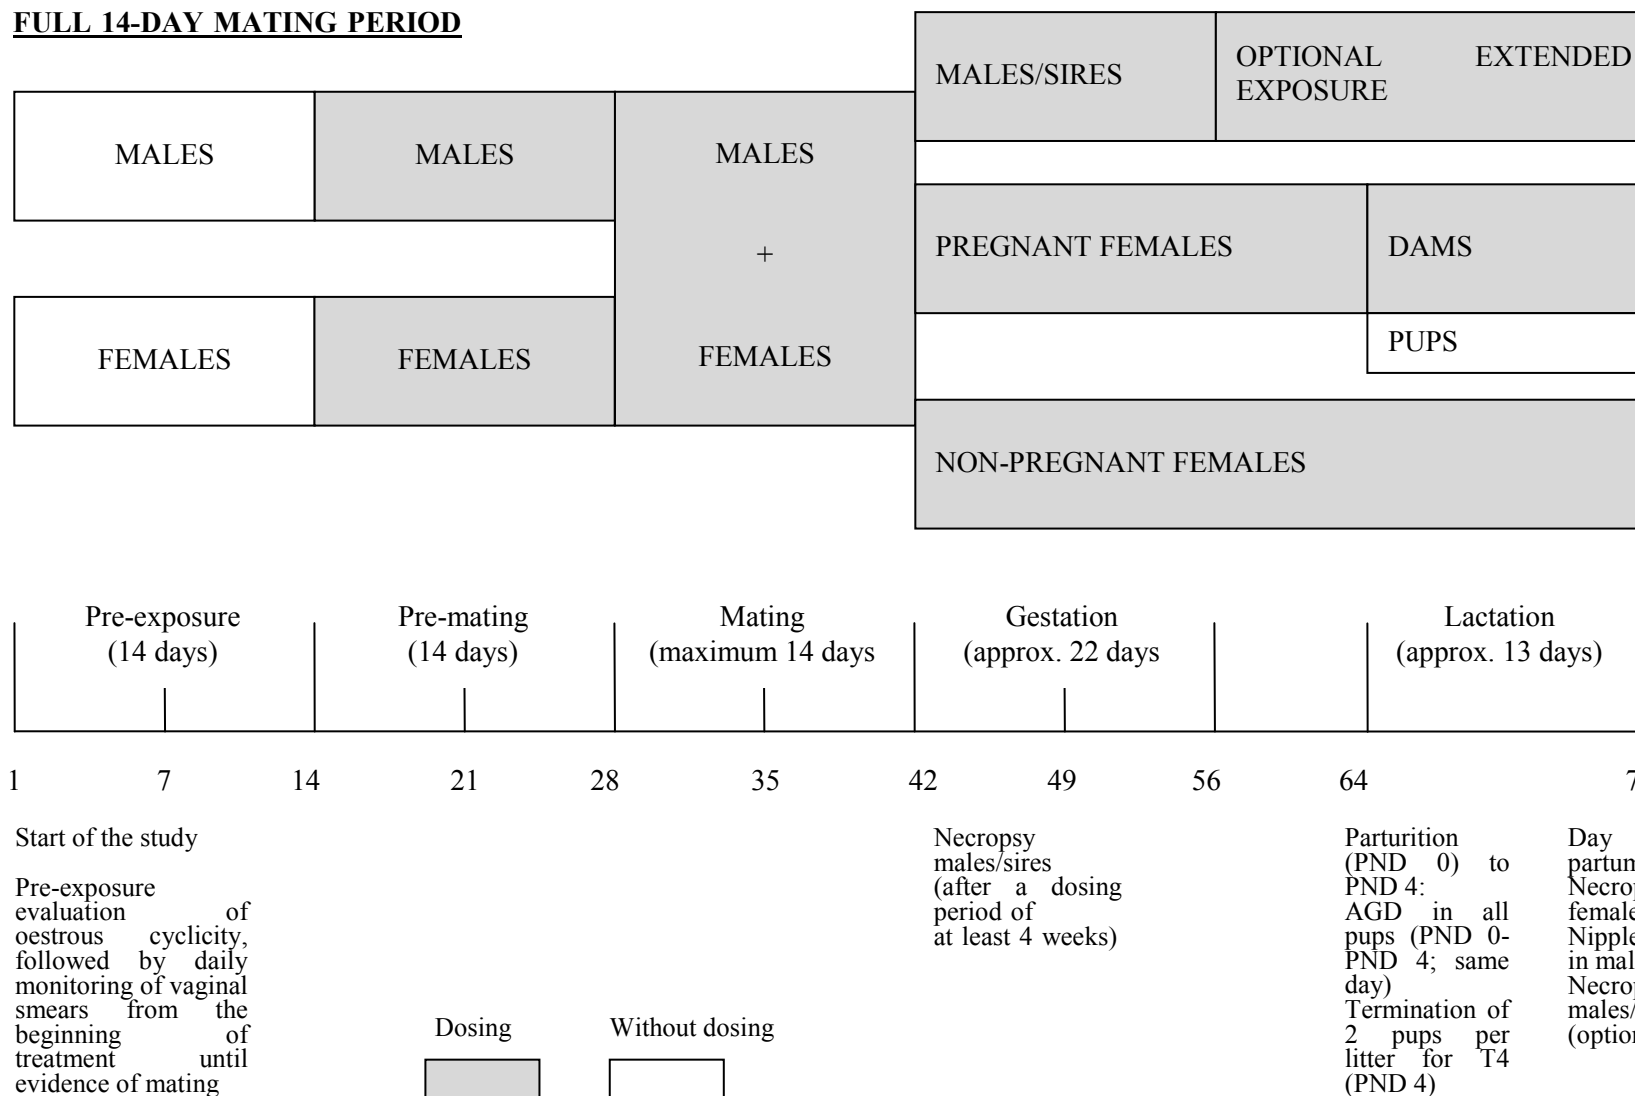 FULL 14-DAY MATING PERIOD
MALES/SIRES
OPTIONAL EXTENDED
EXPOSURE
MALES
MALES
MALES
+
FEMALES
PREGNANT FEMALES
DAMS
PUPS
FEMALES
FEMALES
NON-PREGNANT FEMALES
Pre-exposure
(14 days)
Pre-mating
(14 days)
Mating
(maximum 14 days
Gestation
(approx. 22 days
Lactation
(approx. 13 days)
1 7 14 21 28 35 42 49 56 64
Start of the study
Pre-exposure
evaluation of
oestrous cyclicity,
followed by daily
monitoring of vaginal
smears from the
beginning of
treatment until
evidence of mating
Dosing
Without dosing
Necropsy
males/sires
(after a dosing
period of
at least 4 weeks)
Parturition
(PND 0) to
PND 4:
AGD in all
pups (PND 0-
PND 4; same
day)
Termination of
2 pups per
litter for T4
(PND 4)
Day
in